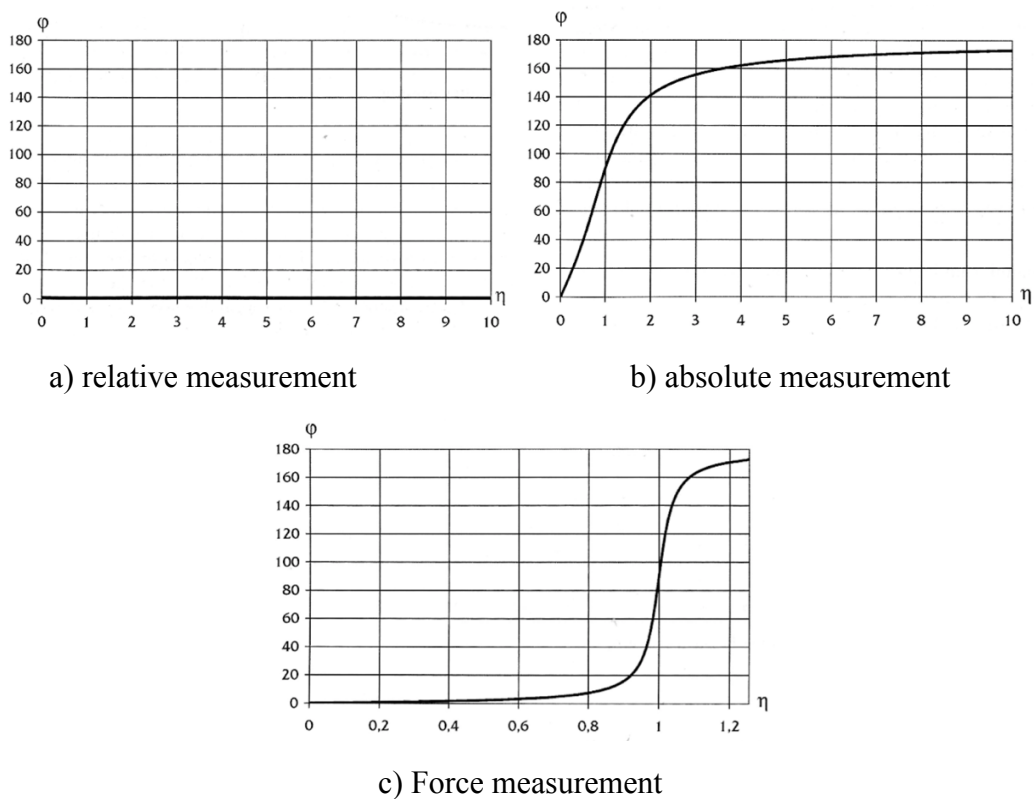 φ
180
160
140
120
100
80
60
40
20
0
0 1 2 3 4 5 6 7 8 9 10
η
a) relative measurement
φ
180
160
140
120
100
80
60
40
20
0
0 1 2 3 4 5 6 7 8 9 10
η
b) absolute measurement
φ
180
160
140
120
100
80
60
40
20
0
0 0,2 0,4 0,6 0,8 1 1,2
η
c) Force measurement